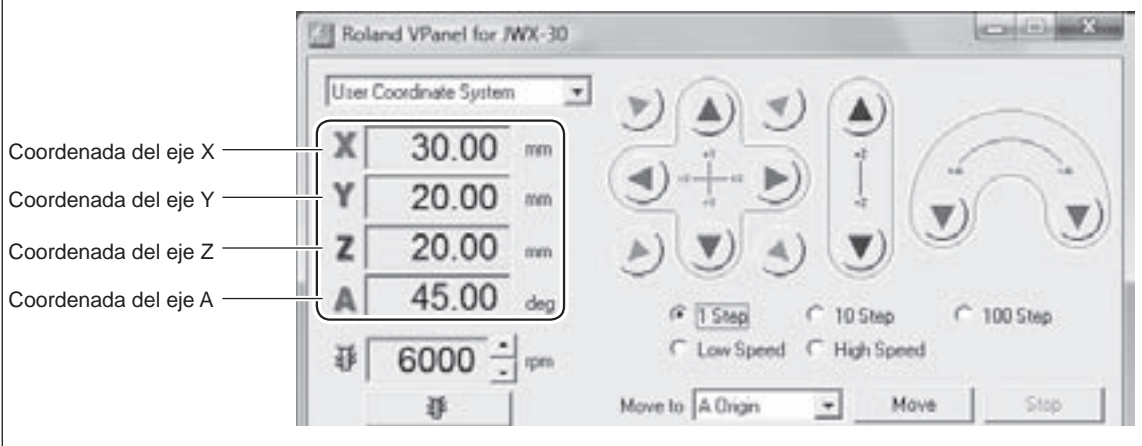 Roland VPanel for JWX-30
User Coordinate System
Coordenada del eje X
X 30.00 mm
Coordenada del eje Y
Y 20.00 mm
Coordenada del eje Z
Z 20.00 mm
Coordenada del eje A
A 45.00 deg
1 Step 10 Step 100 Step
Low Speed High Speed
6000 rpm
Move to A Origin Move Stop